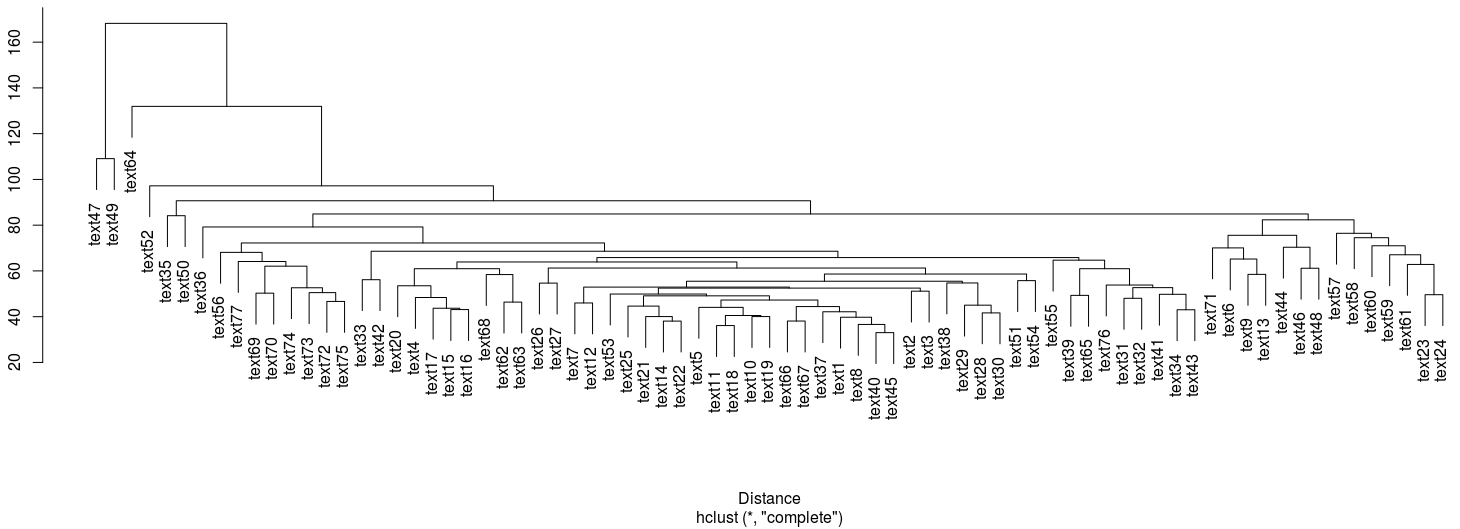 160
140
120
100
80
60
40
20
text47
text49
text64
text52
text35
text50
text36
text56
text77
text69
text70
text74
text73
text72
text75
text33
text42
text20
text4
text17
text15
text16
text68
text62
text63
text26
text27
text7
text12
text53
text25
text21
text14
text22
text5
text11
text18
text10
text19
text66
text67
text37
text1
text8
text40
text45
text2
text3
text38
text29
text28
text30
text51
text54
text55
text39
text65
text76
text31
text32
text41
text34
text43
text71
text6
text9
text13
text44
text46
text48
text57
text58
text60
text59
text61
text23
text24
Distance
hclust (*, "complete")